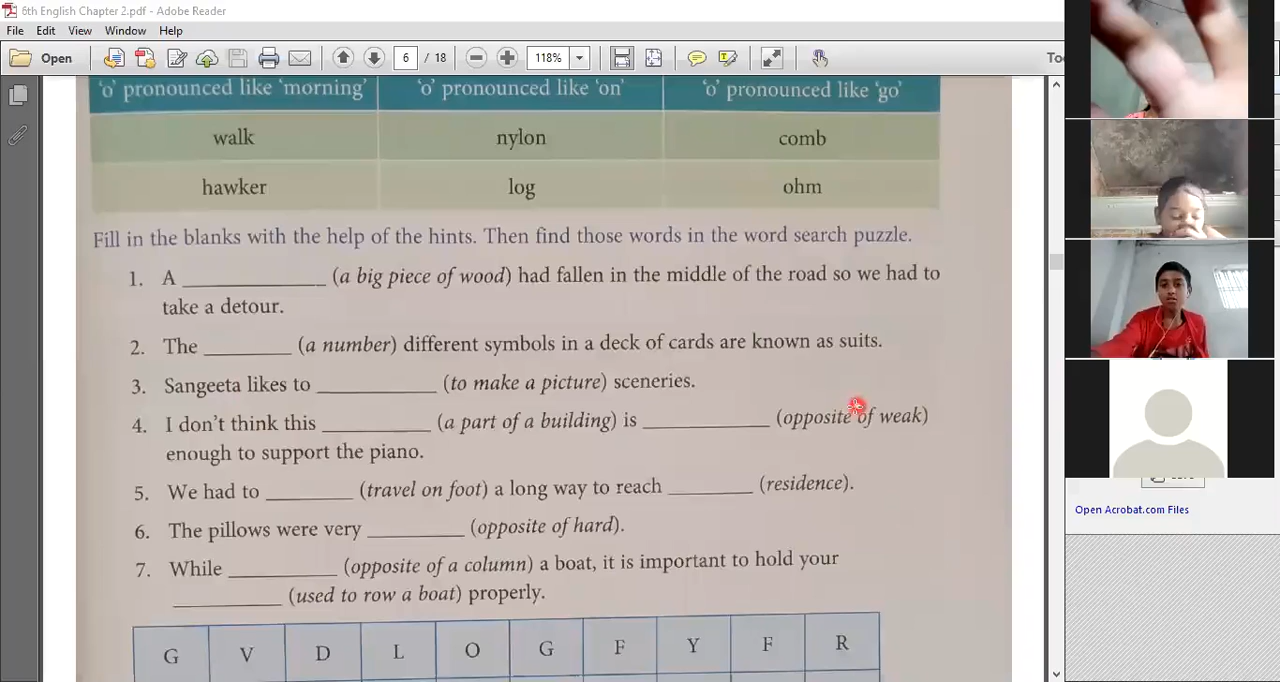 6th English Chapter 2.pdf - Adobe Reader
File Edit View Window Help
Open 6 / 18 118% To
'o' pronounced like 'morning' 'o' pronounced like 'on' 'o' pronounced like 'go'
walk nylon comb
hawker log ohm
Fill in the blanks with the help of the hints. Then find those words in the word search puzzle.
1. A ______________ (a big piece of wood) had fallen in the middle of the road so we had to
take a detour.
2. The _________ (a number) different symbols in a deck of cards are known as suits.
3. Sangeeta likes to ____________ (to make a picture) sceneries.
4. I don't think this ___________ (a part of a building) is _____________ (opposite of weak)
enough to support the piano.
5. We had to _________ (travel on foot) a long way to reach _________ (residence).
6. The pillows were very __________ (opposite of hard).
7. While ___________ (opposite of a column) a boat, it is important to hold your
___________ (used to row a boat) properly.
G V D L O G F Y F R
Open Acrobat.com Files